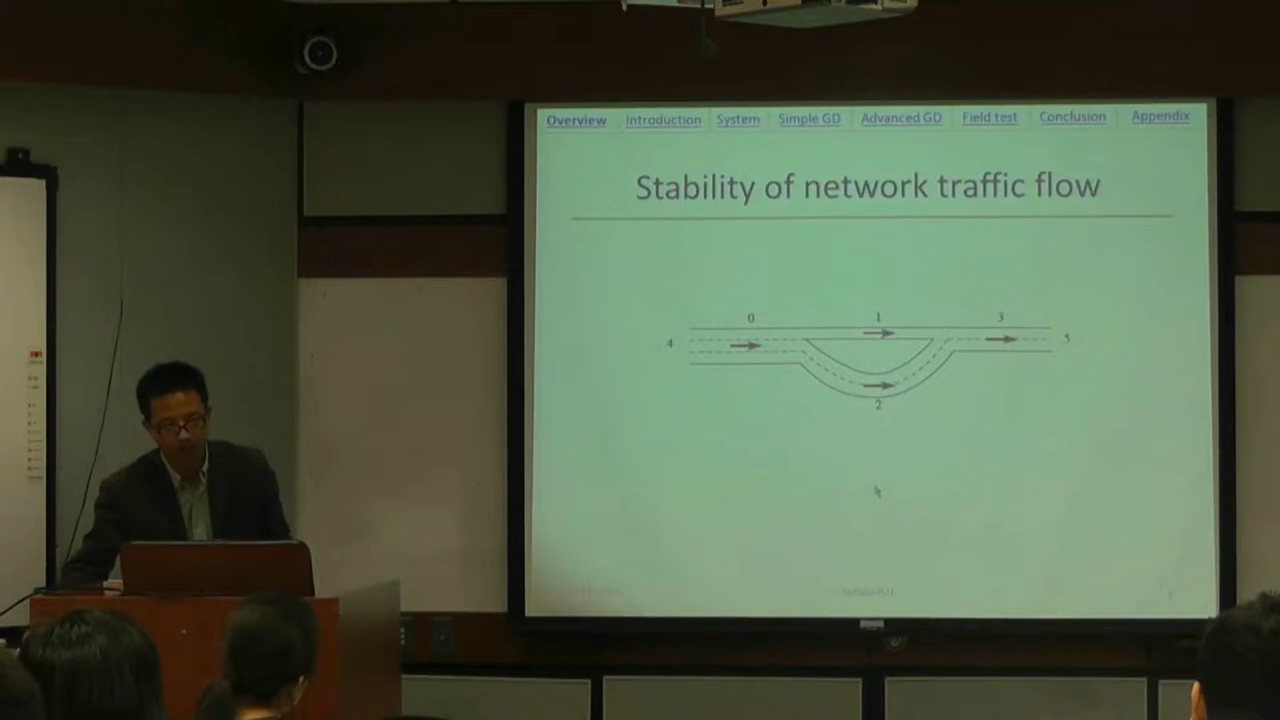 Overview Introduction System Simple GD Advanced GD Field test Conclusion Appendix
Stability of network traffic flow
0 1 3
4 5
2